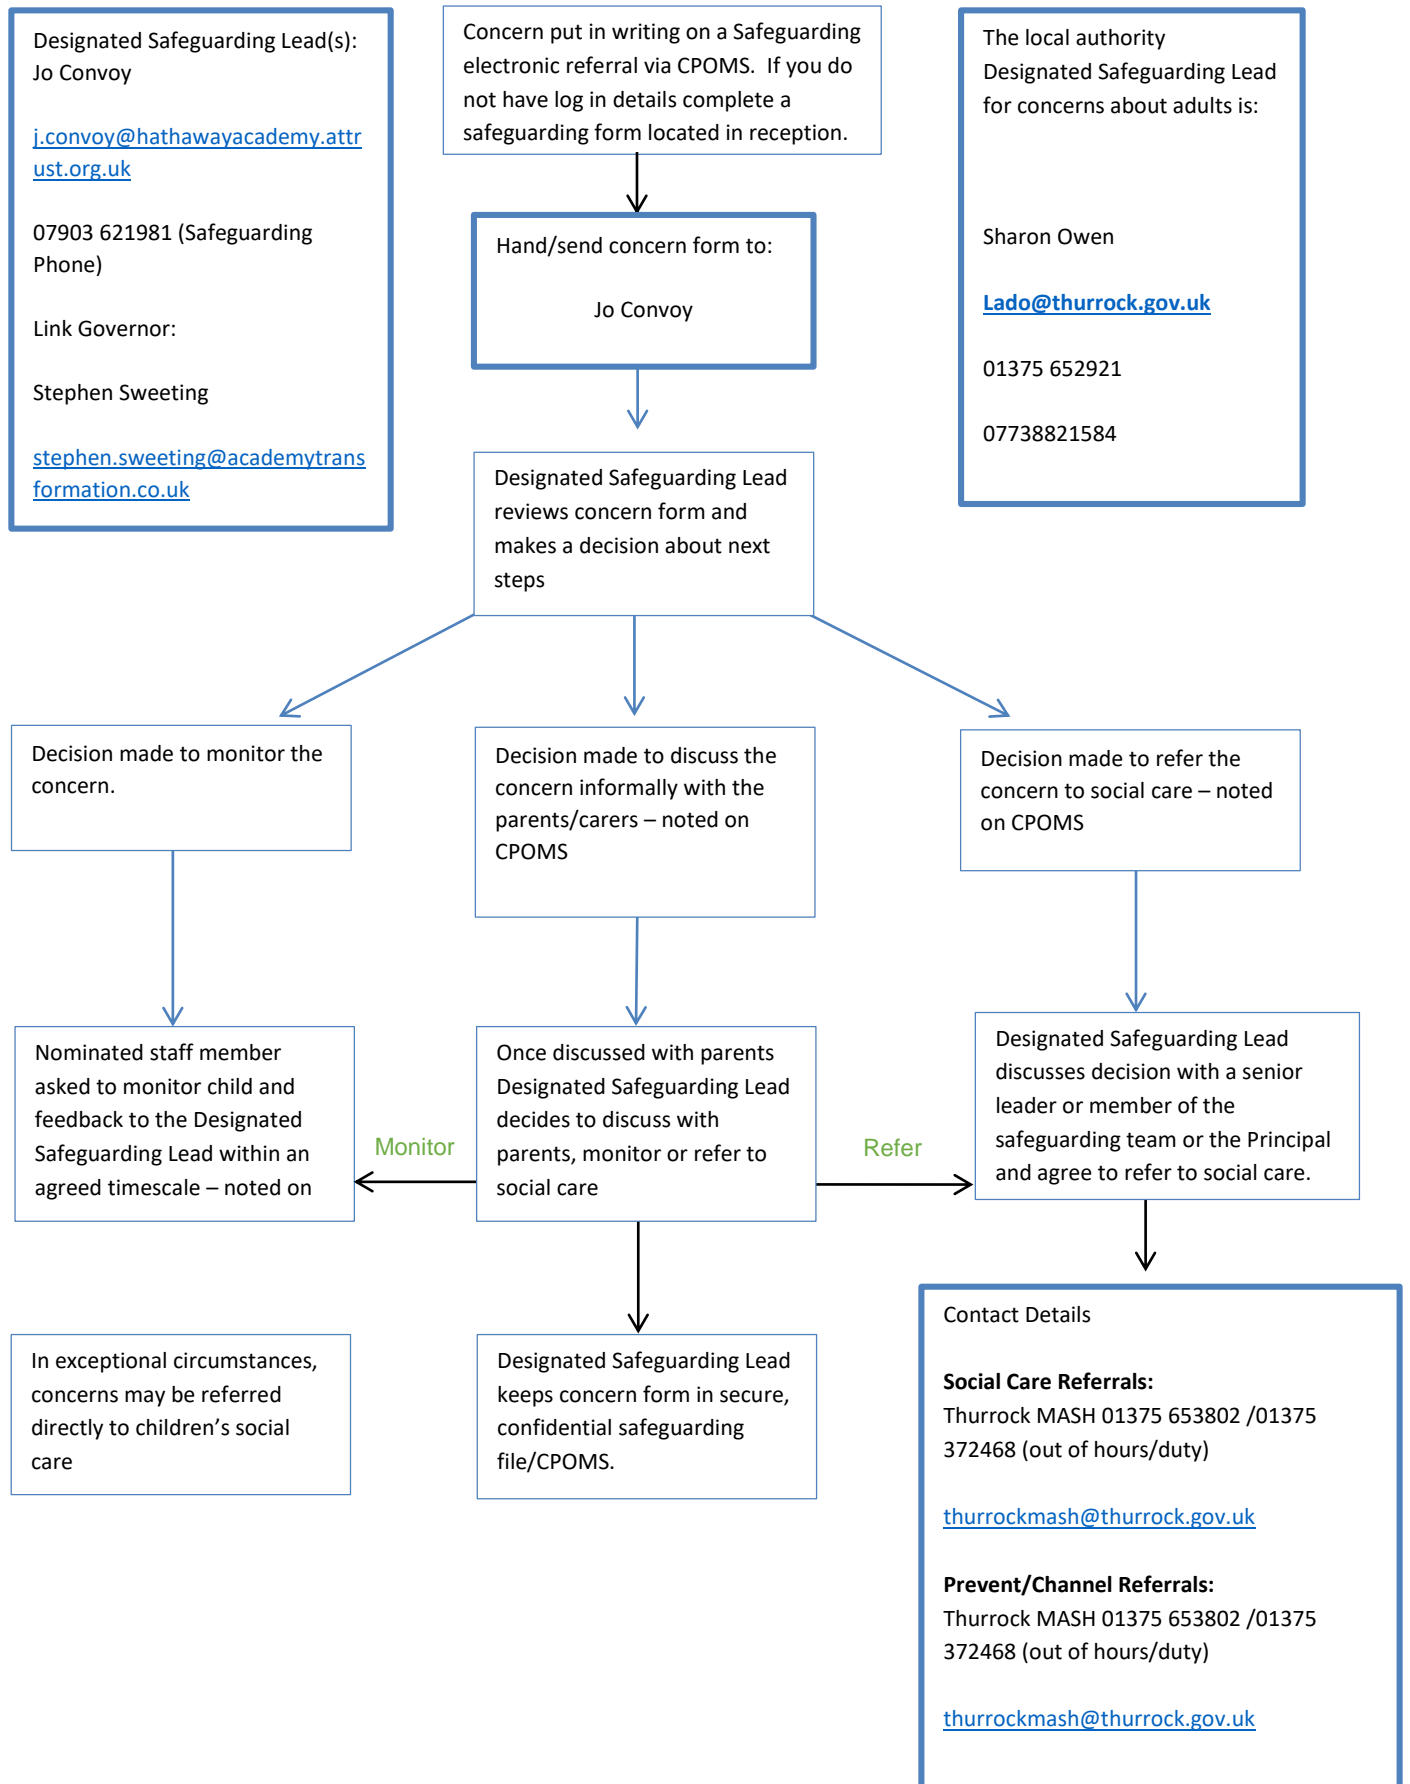 Designated Safeguarding Lead(s):
Jo Convoy
j.convoy@hathawayacademy.attr
ust.org.uk
07903 621981 (Safeguarding
Phone)
Link Governor:
Stephen Sweeting
stephen.sweeting@academytrans
formation.co.uk
Concern put in writing on a Safeguarding
electronic referral via CPOMS.  If you do
not have log in details complete a
safeguarding form located in reception.
The local authority
Designated Safeguarding Lead
for concerns about adults is:
Sharon Owen
Lado@thurrock.gov.uk
01375 652921
07738821584
Hand/send concern form to:
Jo Convoy
Designated Safeguarding Lead
reviews concern form and
makes a decision about next
steps
Decision made to monitor the
concern.
Decision made to discuss the
concern informally with the
parents/carers – noted on
CPOMS
Decision made to refer the
concern to social care – noted
on CPOMS
Nominated staff member
asked to monitor child and
feedback to the Designated
Safeguarding Lead within an
agreed timescale – noted on
Monitor
Once discussed with parents
Designated Safeguarding Lead
decides to discuss with
parents, monitor or refer to
social care
Refer
Designated Safeguarding Lead
discusses decision with a senior
leader or member of the
safeguarding team or the Principal
and agree to refer to social care.
In exceptional circumstances,
concerns may be referred
directly to children’s social
care
Designated Safeguarding Lead
keeps concern form in secure,
confidential safeguarding
file/CPOMS.
Contact Details
Social Care Referrals:
Thurrock MASH 01375 653802 /01375
372468 (out of hours/duty)
thurrockmash@thurrock.gov.uk
Prevent/Channel Referrals:
Thurrock MASH 01375 653802 /01375
372468 (out of hours/duty)
thurrockmash@thurrock.gov.uk